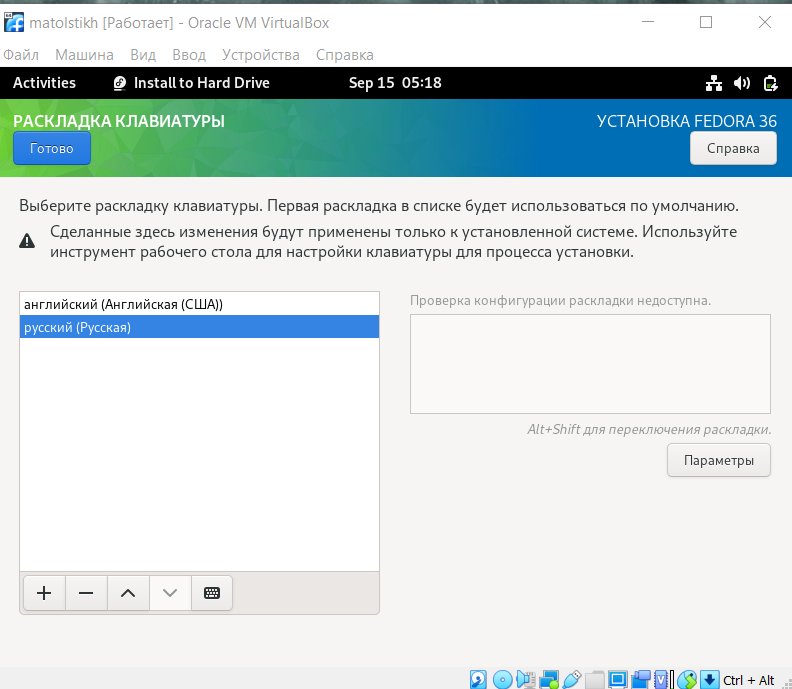 matolstikh [Работает] - Oracle VM VirtualBox
Файл Машина Вид Ввод Устройства Справка
Activities Install to Hard Drive Sep 15 05:18
РАСКЛАДКА КЛАВИАТУРЫ УСТАНОВКА FEDORA 36
Готово Справка
Выберите раскладку клавиатуры. Первая раскладка в списке будет использоваться по умолчанию.
Сделанные здесь изменения будут применены только к установленной системе. Используйте
инструмент рабочего стола для настройки клавиатуры для процесса установки.
английский (Английская (США)) Проверка конфигурации раскладки недоступна.
русский (Русская)
Alt+Shift для переключения раскладки.
Параметры
Ctrl + Alt